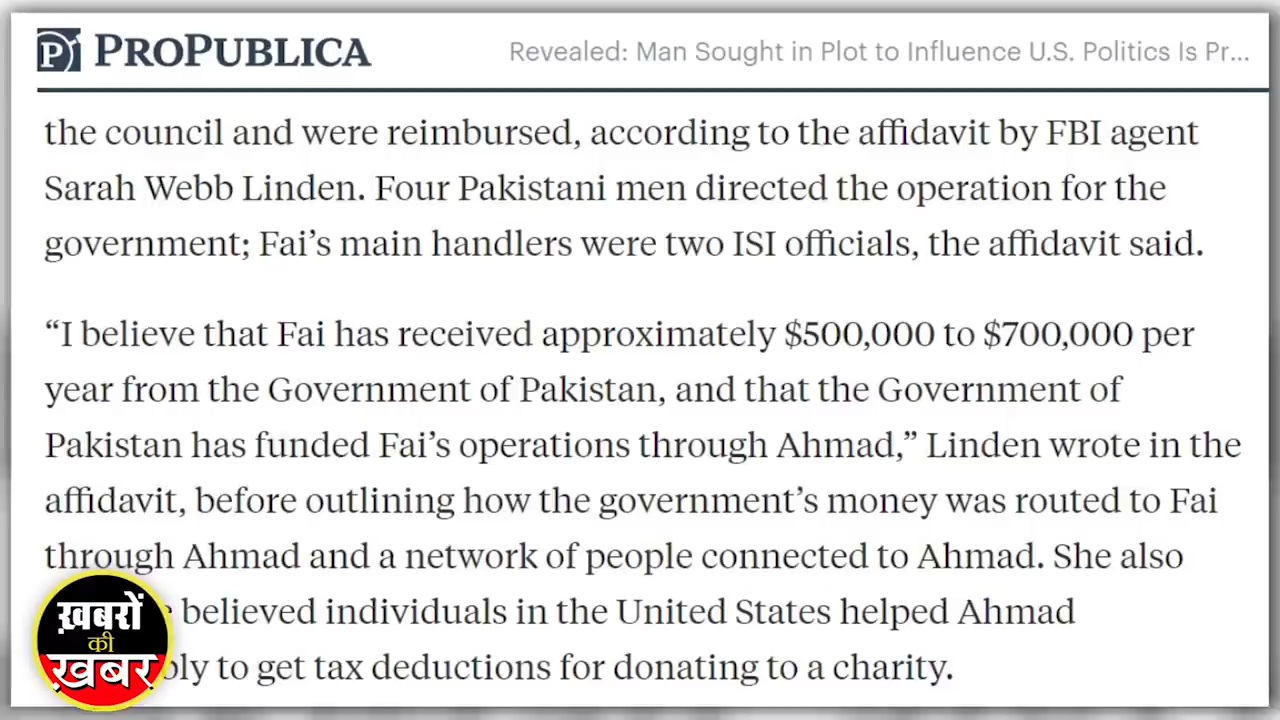 PROPUBLICA
Revealed: Man Sought in Plot to Influence U.S. Politics Is Pr...
the council and were reimbursed, according to the affidavit by FBI agent
Sarah Webb Linden. Four Pakistani men directed the operation for the
government; Fai’s main handlers were two ISI officials, the affidavit said.
“I believe that Fai has received approximately $500,000 to $700,000 per
year from the Government of Pakistan, and that the Government of
Pakistan has funded Fai’s operations through Ahmad,” Linden wrote in the
affidavit, before outlining how the government’s money was routed to Fai
through Ahmad and a network of people connected to Ahmad. She also
believed individuals in the United States helped Ahmad
to get tax deductions for donating to a charity.
ख़बरों
की
ख़बर